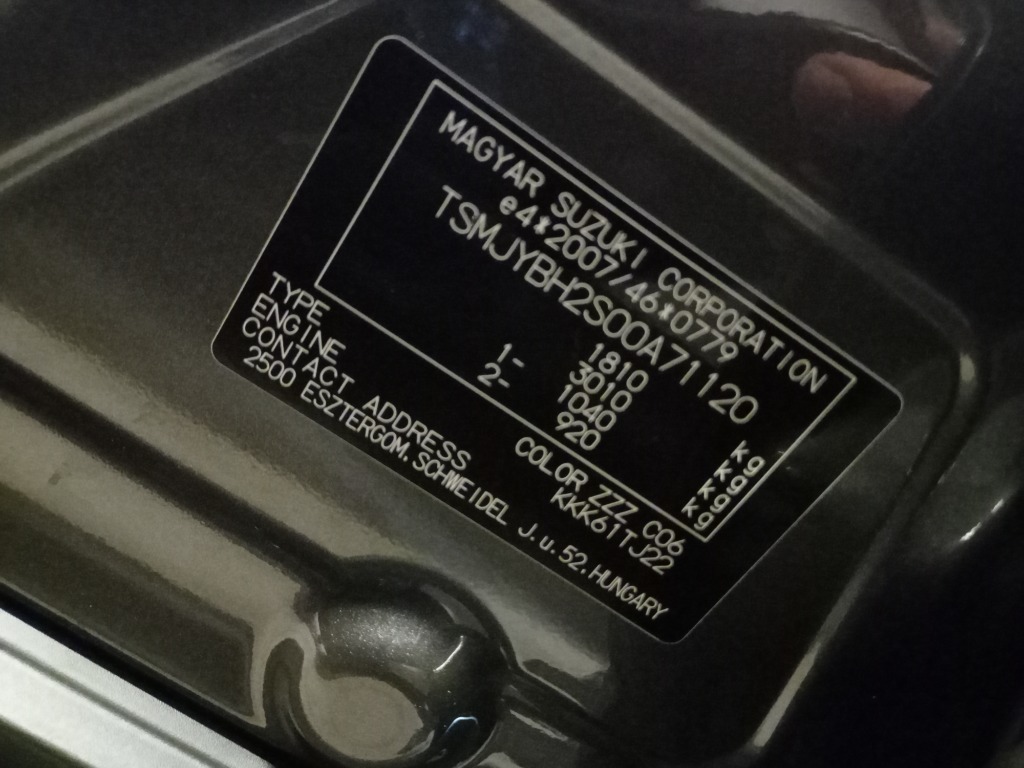 MAGYAR SUZUKI CORPORATION
e4*2007/46*0779
TSMJYBH2S00A71120
1810 kg
3010 kg
1- 1040 kg
2- 920 kg
TYPE COLOR ZZZ C06
ENGINE KKK61TJ22
CONTACT ADDRESS
2500 ESZTERGOM, SCHWEIDEL J.u.52.HUNGARY